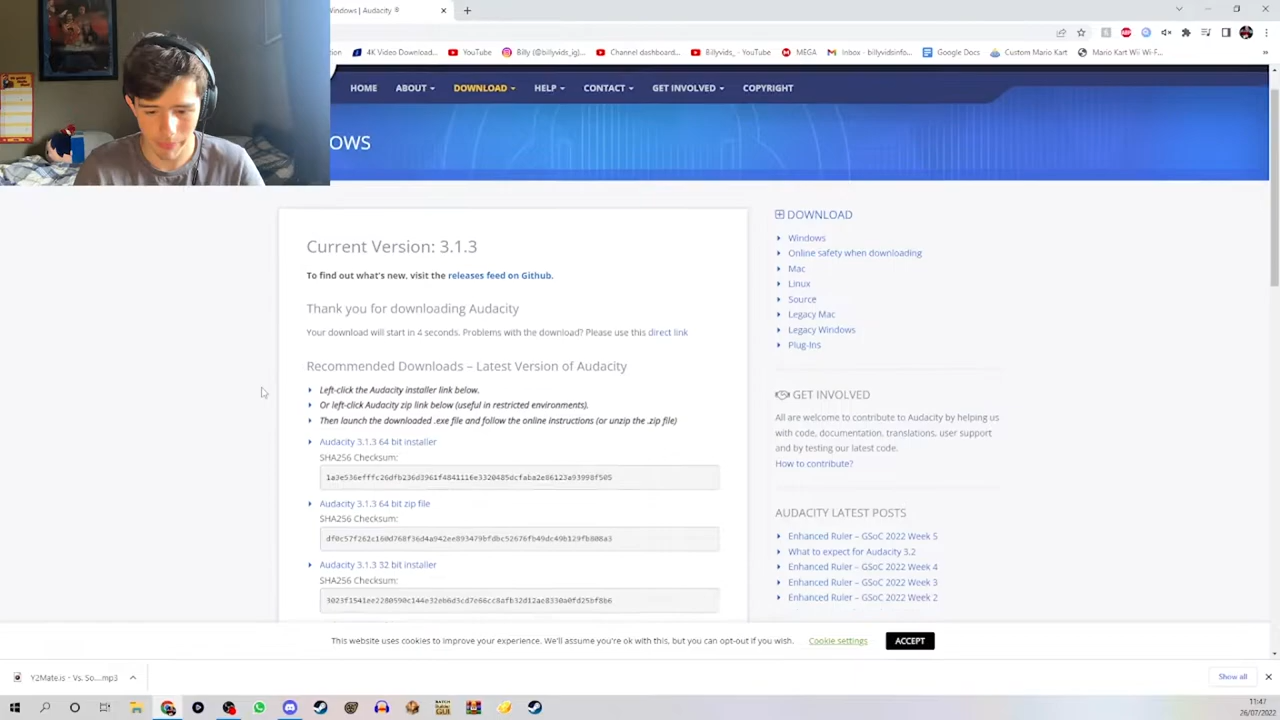 Windows | Audacity ®
ntion
4K Video Download...
YouTube
Billy (@billyvids_ig)...
Channel dashboard...
Billyvids_ - YouTube
MEGA
Inbox - billyvidsinfo...
Google Docs
Custom Mario Kart
Mario Kart Wii Wi-F...
»
HOME
ABOUT
DOWNLOAD
HELP
CONTACT
GET INVOLVED
COPYRIGHT
OWS
Current Version: 3.1.3
To find out what's new, visit the releases feed on Github.
Thank you for downloading Audacity
Your download will start in 4 seconds. Problems with the download? Please use this direct link
Recommended Downloads – Latest Version of Audacity
Left-click the Audacity installer link below.
Or left-click Audacity zip link below (useful in restricted environments).
Then launch the downloaded .exe file and follow the online instructions (or unzip the .zip file)
Audacity 3.1.3 64 bit installer
SHA256 Checksum:
1a3e536efffc26dfb236d3961f4841116e3320485dcfaba2e86123a93998f505
Audacity 3.1.3 64 bit zip file
SHA256 Checksum:
df0c57f262c160d768f36d4a942ee893479bfdbc52676fb49dc49b129fb808a3
Audacity 3.1.3 32 bit installer
SHA256 Checksum:
3023f1541ee2280590c144e32eb6d3cd7e66cc8afb32d12ae8330a0fd25bf8b6
DOWNLOAD
Windows
Online safety when downloading
Mac
Linux
Source
Legacy Mac
Legacy Windows
Plug-Ins
GET INVOLVED
All are welcome to contribute to Audacity by helping us
with code, documentation, translations, user support
and by testing our latest code.
How to contribute?
AUDACITY LATEST POSTS
Enhanced Ruler – GSoC 2022 Week 5
What to expect for Audacity 3.2
Enhanced Ruler – GSoC 2022 Week 4
Enhanced Ruler – GSoC 2022 Week 3
Enhanced Ruler – GSoC 2022 Week 2
This website uses cookies to improve your experience. We'll assume you're ok with this, but you can opt-out if you wish. Cookie settings ACCEPT
Y2Mate.is - Vs. So....mp3
Show all
11:47
26/07/2022